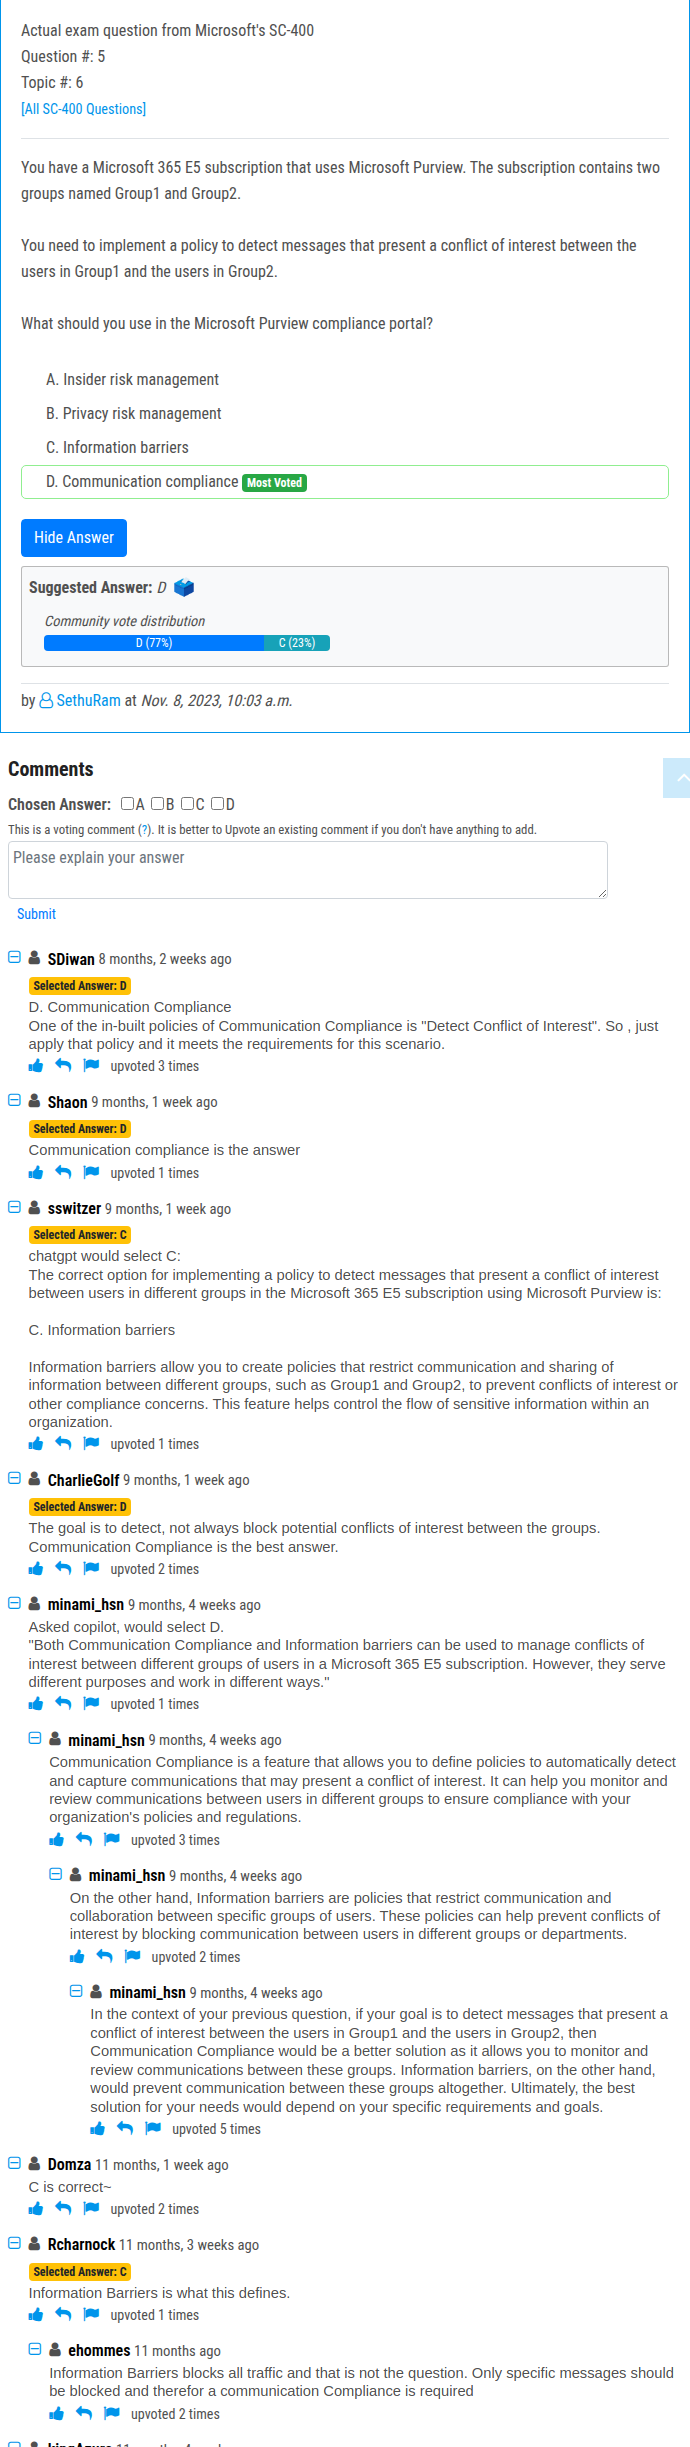 Actual exam question from Microsoft's SC-400
Question #: 5
Topic #: 6
[All SC-400 Questions]
You have a Microsoft 365 E5 subscription that uses Microsoft Purview. The subscription contains two
groups named Group1 and Group2.
You need to implement a policy to detect messages that present a conflict of interest between the
users in Group1 and the users in Group2.
What should you use in the Microsoft Purview compliance portal?
A. Insider risk management
B. Privacy risk management
C. Information barriers
D. Communication compliance Most Voted
Hide Answer
Suggested Answer: D
Community vote distribution
D (77%) C (23%)
by SethuRam at Nov. 8, 2023, 10:03 a.m.
Comments
Chosen Answer: A B C D
This is a voting comment (?). It is better to Upvote an existing comment if you don't have anything to add.
Please explain your answer
Submit
SDiwan 8 months, 2 weeks ago
Selected Answer: D
D. Communication Compliance
One of the in-built policies of Communication Compliance is "Detect Conflict of Interest". So , just
apply that policy and it meets the requirements for this scenario.
upvoted 3 times
Shaon 9 months, 1 week ago
Selected Answer: D
Communication compliance is the answer
upvoted 1 times
sswitzer 9 months, 1 week ago
Selected Answer: C
chatgpt would select C:
The correct option for implementing a policy to detect messages that present a conflict of interest
between users in different groups in the Microsoft 365 E5 subscription using Microsoft Purview is:
C. Information barriers
Information barriers allow you to create policies that restrict communication and sharing of
information between different groups, such as Group1 and Group2, to prevent conflicts of interest or
other compliance concerns. This feature helps control the flow of sensitive information within an
organization.
upvoted 1 times
CharlieGolf 9 months, 1 week ago
Selected Answer: D
The goal is to detect, not always block potential conflicts of interest between the groups.
Communication Compliance is the best answer.
upvoted 2 times
minami_hsn 9 months, 4 weeks ago
Asked copilot, would select D.
"Both Communication Compliance and Information barriers can be used to manage conflicts of
interest between different groups of users in a Microsoft 365 E5 subscription. However, they serve
different purposes and work in different ways."
upvoted 1 times
minami_hsn 9 months, 4 weeks ago
Communication Compliance is a feature that allows you to define policies to automatically detect
and capture communications that may present a conflict of interest. It can help you monitor and
review communications between users in different groups to ensure compliance with your
organization's policies and regulations.
upvoted 3 times
minami_hsn 9 months, 4 weeks ago
On the other hand, Information barriers are policies that restrict communication and
collaboration between specific groups of users. These policies can help prevent conflicts of
interest by blocking communication between users in different groups or departments.
upvoted 2 times
minami_hsn 9 months, 4 weeks ago
In the context of your previous question, if your goal is to detect messages that present a
conflict of interest between the users in Group1 and the users in Group2, then
Communication Compliance would be a better solution as it allows you to monitor and
review communications between these groups. Information barriers, on the other hand,
would prevent communication between these groups altogether. Ultimately, the best
solution for your needs would depend on your specific requirements and goals.
upvoted 5 times
Domza 11 months, 1 week ago
C is correct~
upvoted 2 times
Rcharnock 11 months, 3 weeks ago
Selected Answer: C
Information Barriers is what this defines.
upvoted 1 times
ehommes 11 months ago
Information Barriers blocks all traffic and that is not the question. Only specific messages should
be blocked and therefor a communication Compliance is required
upvoted 2 times